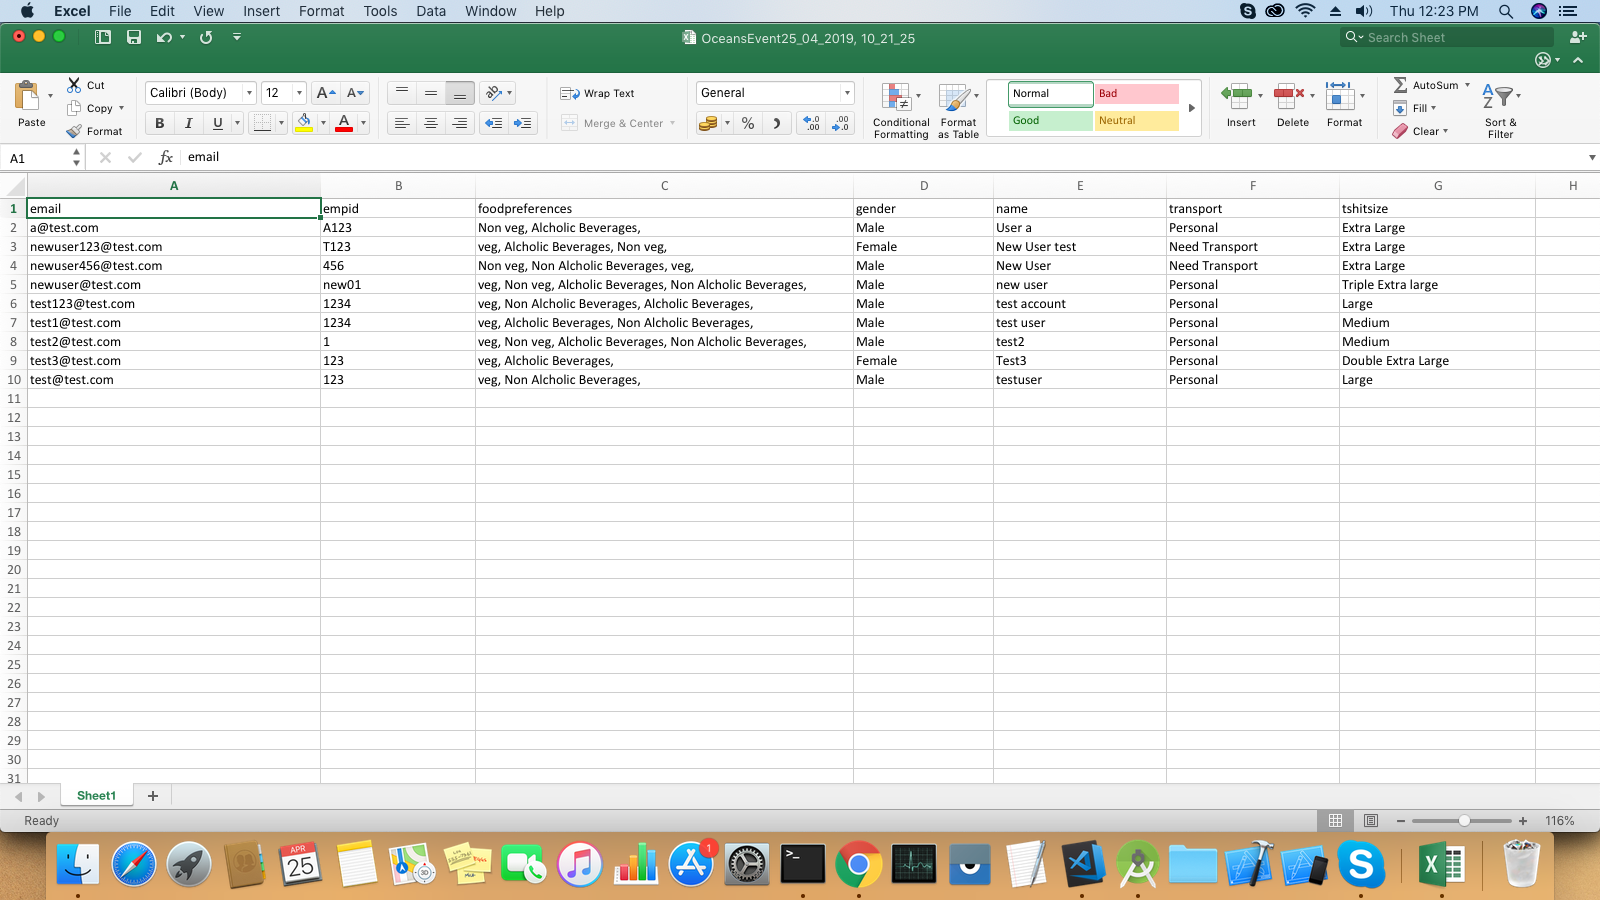 Excel File Edit View Insert Format Tools Data Window Help Thu 12:23 PM
OceansEvent25_04_2019, 10_21_25 Search Sheet
Paste Cut Copy Format Calibri (Body) 12 Wrap Text Merge & Center General Conditional Formatting Format as Table Normal Bad Good Neutral Insert Delete Format AutoSum Fill Clear Sort & Filter
A1 fx email
A B C D E F G H
1 email empid foodpreferences gender name transport tshitsize
2 a@test.com A123 Non veg, Alcholic Beverages, Male User a Personal Extra Large
3 newuser123@test.com T123 veg, Alcholic Beverages, Non veg, Female New User test Need Transport Extra Large
4 newuser456@test.com 456 Non veg, Non Alcholic Beverages, veg, Male New User Need Transport Extra Large
5 newuser@test.com new01 veg, Non veg, Alcholic Beverages, Non Alcholic Beverages, Male new user Personal Triple Extra large
6 test123@test.com 1234 veg, Non Alcholic Beverages, Alcholic Beverages, Male test account Personal Large
7 test1@test.com 1234 veg, Alcholic Beverages, Non Alcholic Beverages, Male test user Personal Medium
8 test2@test.com 1 veg, Non veg, Alcholic Beverages, Non Alcholic Beverages, Male test2 Personal Medium
9 test3@test.com 123 veg, Alcholic Beverages, Female Test3 Personal Double Extra Large
10 test@test.com 123 veg, Non Alcholic Beverages, Male testuser Personal Large
11
12
13
14
15
16
17
18
19
20
21
22
23
24
25
26
27
28
29
30
31
Sheet1 +
Ready 116%
APR 25 3D 1